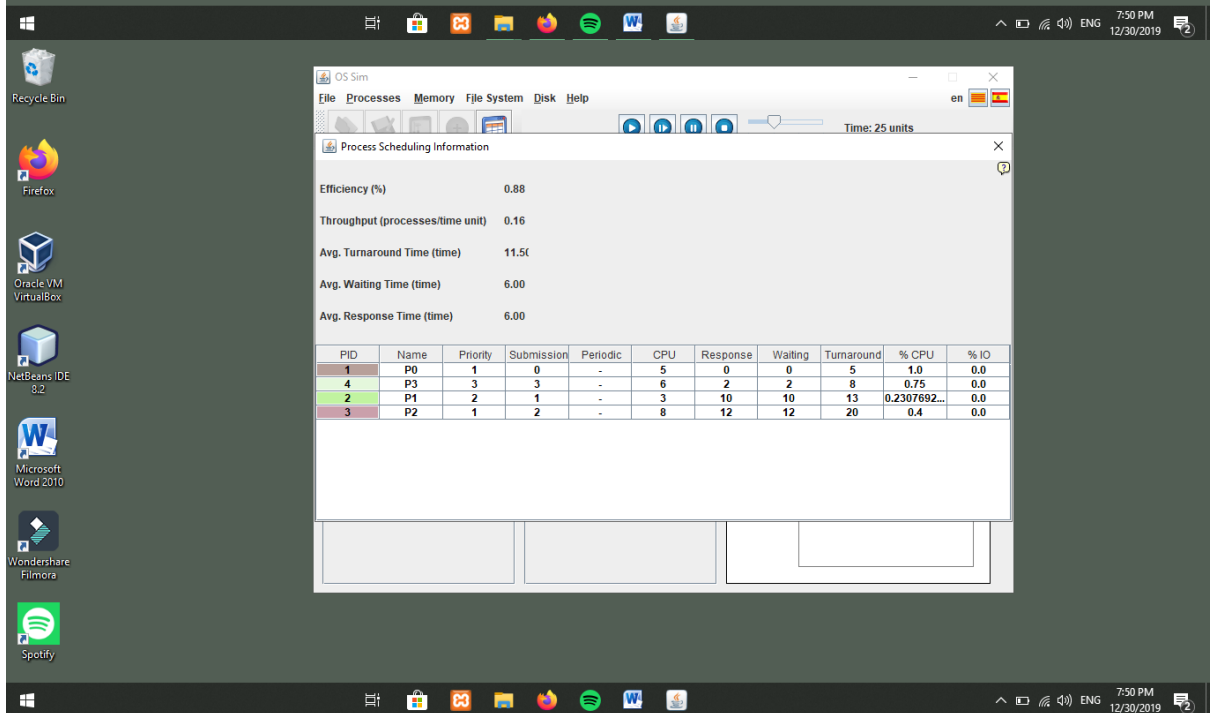 ENG 7:50 PM
12/30/2019 2
Recycle Bin
Firefox
Oracle VM
VirtualBox
NetBeans IDE
8.2
Microsoft
Word 2010
Wondershare
Filmora
Spotify
OS Sim
File Processes Memory File System Disk Help en
Time: 25 units
Process Scheduling Information
Efficiency (%) 0.88
Throughput (processes/time unit) 0.16
Avg. Turnaround Time (time) 11.5
Avg. Waiting Time (time) 6.00
Avg. Response Time (time) 6.00
PID Name Priority Submission Periodic CPU Response Waiting Turnaround % CPU % IO
1 P0 1 0 - 5 0 0 5 1.0 0.0
4 P3 3 3 - 6 2 2 8 0.75 0.0
2 P1 2 1 - 3 10 10 13 0.2307692... 0.0
3 P2 1 2 - 8 12 12 20 0.4 0.0
ENG 7:50 PM
12/30/2019 2